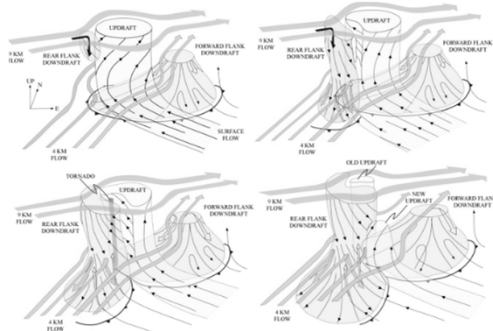 UPDRAFT
9 KM
FLOW
REAR FLANK
DOWNDRAFT
FORWARD FLANK
DOWNDRAFT
UP
N
E
SURFACE
FLOW
4 KM
FLOW
UPDRAFT
9 KM
FLOW
REAR FLANK
DOWNDRAFT
FORWARD FLANK
DOWNDRAFT
4 KM
FLOW
TORNADO
UPDRAFT
9 KM
FLOW
REAR FLANK
DOWNDRAFT
FORWARD FLANK
DOWNDRAFT
4 KM
FLOW
OLD UPDRAFT
9 KM
FLOW
REAR FLANK
DOWNDRAFT
NEW
UPDRAFT
FORWARD FLAN
DOWNDRAFT
4 KM
FLOW